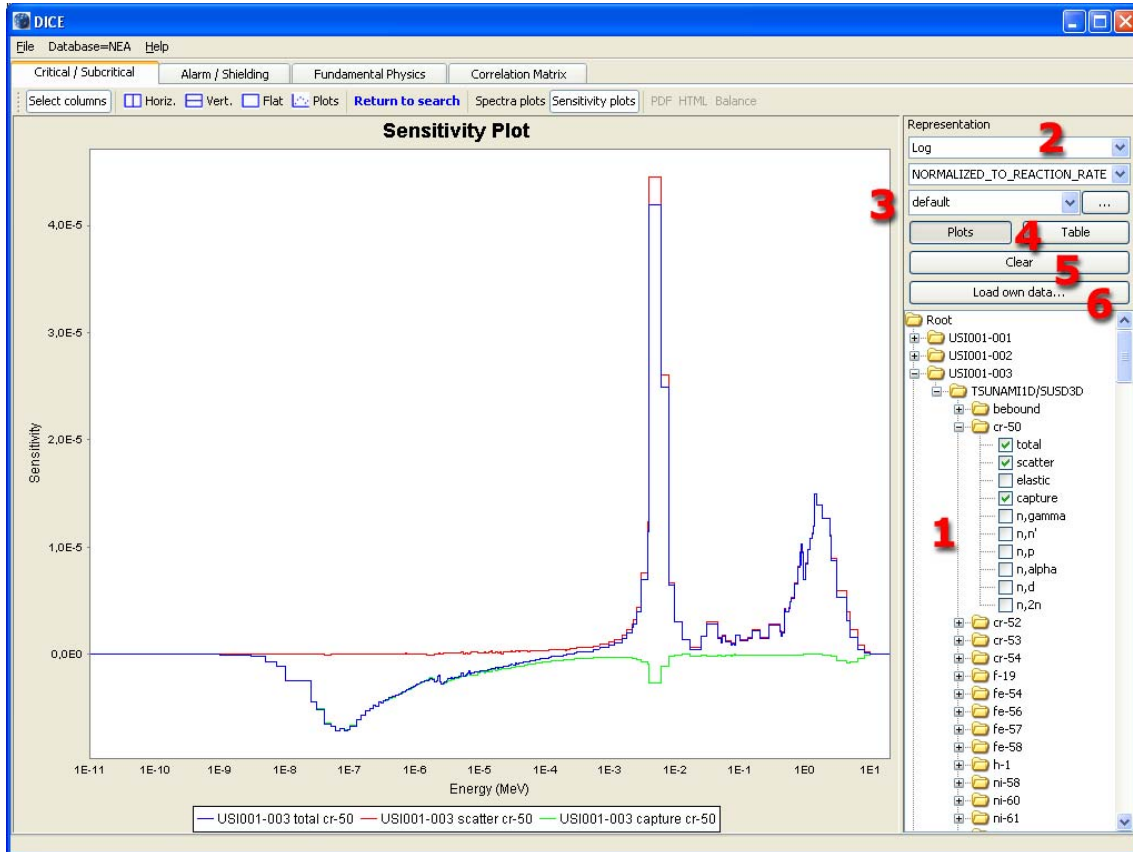 DICE
File Database=NEA Help
Critical / Subcritical Alarm / Shielding Fundamental Physics Correlation Matrix
Select columns Horiz. Vert. Flat Plots Return to search Spectra plots Sensitivity plots PDF HTML Balance
Sensitivity Plot
4,0E-5
3,0E-5
2,0E-5
1,0E-5
0,0E0
Sensitivity
1E-11 1E-10 1E-9 1E-8 1E-7 1E-6 1E-5 1E-4 1E-3 1E-2 1E-1 1E0 1E1
Energy (MeV)
USI001-003 total cr-50 USI001-003 scatter cr-50 USI001-003 capture cr-50
Representation
2
Log
NORMALIZED_TO_REACTION_RATE
3
default ...
Plots 4 Table
Clear
5
Load own data...
6
Root
USI001-001
USI001-002
USI001-003
TSUNAMI1D/SUSD3D
bebound
cr-50
total
scatter
elastic
capture
n,gamma
1
n,n'
n,p
n,alpha
n,d
n,2n
cr-52
cr-53
cr-54
f-19
fe-54
fe-56
fe-57
fe-58
h-1
ni-58
ni-60
ni-61